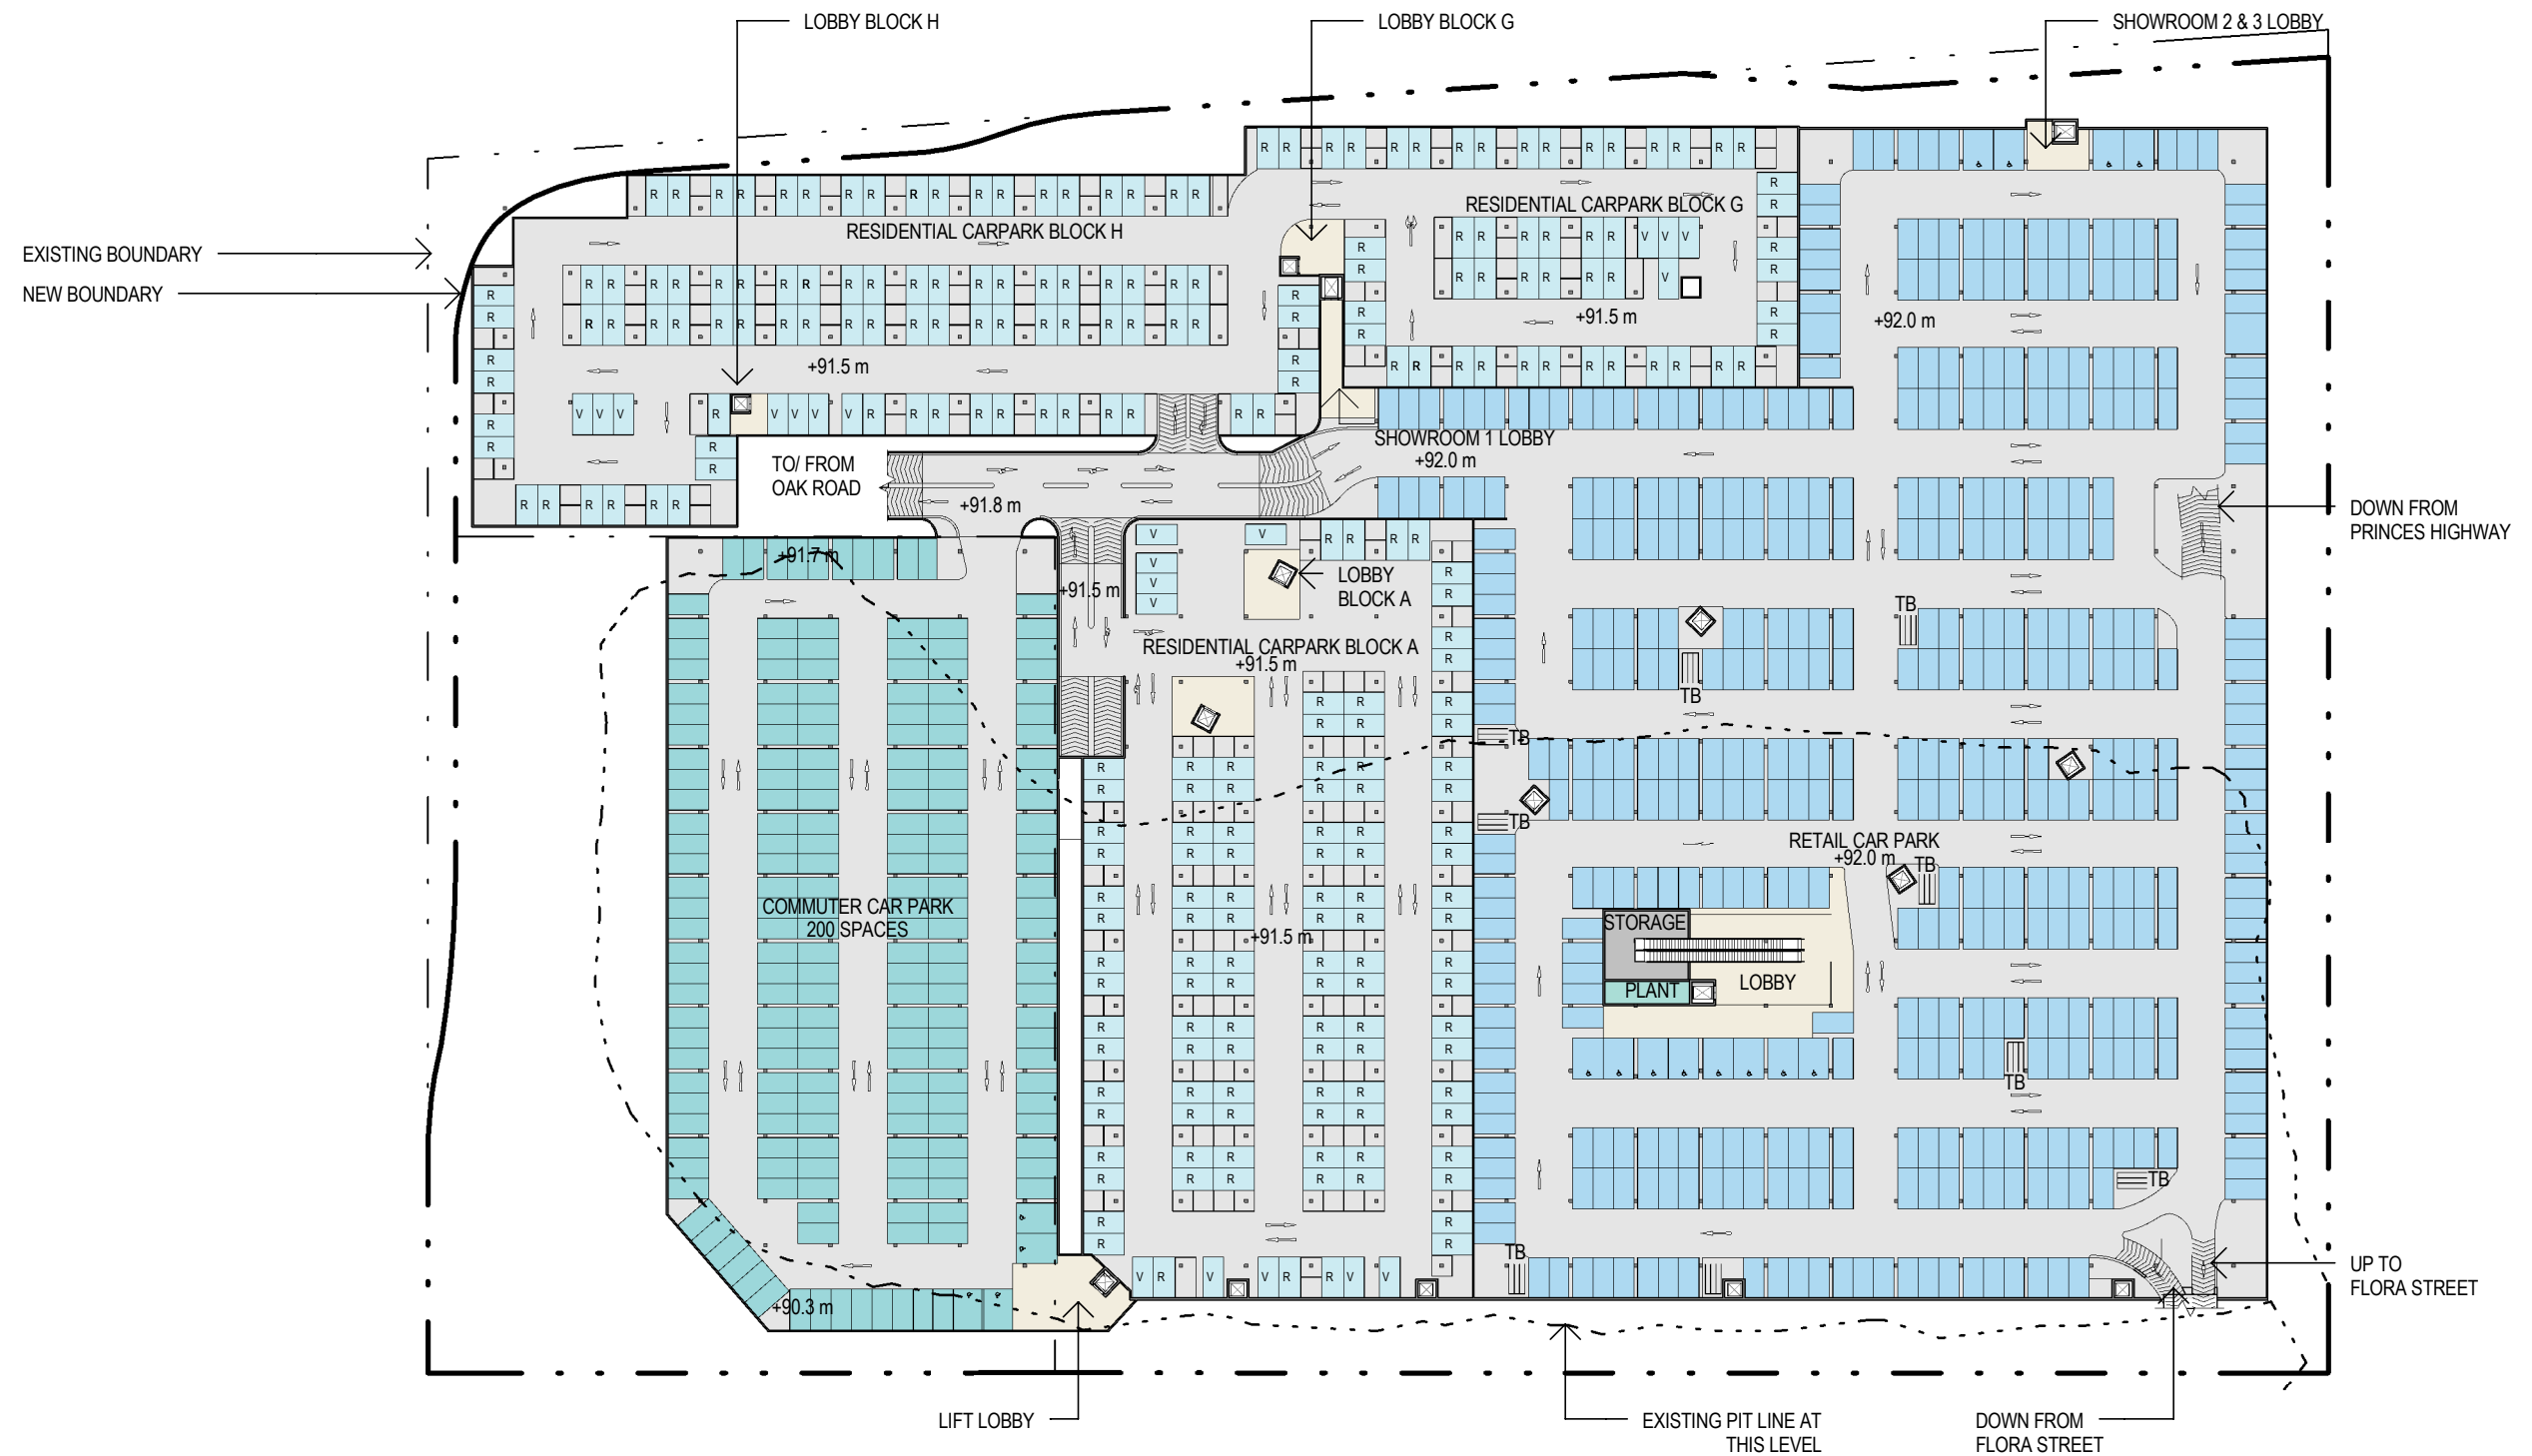 LOBBY BLOCK H
LOBBY BLOCK G
SHOWROOM 2 & 3 LOBBY
R R R R R R R R R R R R R R R R
R R R R R R R R R R R R R R R R R R
RESIDENTIAL CARPARK BLOCK G
RESIDENTIAL CARPARK BLOCK H
EXISTING BOUNDARY
NEW BOUNDARY
R R R R R R V V V
R R R R R R V
R R R R R R R R R R R R R R R R R R R R
R R R R R R R R R R R R R R R R R R R R
+91.5 m
+92.0 m
+91.5 m
R R R R R R R R R R R R
V V V
R V V V V R R R R R R R R R R R
SHOWROOM 1 LOBBY
+92.0 m
TO/ FROM
OAK ROAD
+91.8 m
R R R R R R
DOWN FROM
PRINCES HIGHWAY
V V R R R R
+91.7 m
V
V
V
LOBBY
BLOCK A
+91.5 m
TB
RESIDENTIAL CARPARK BLOCK A
+91.5 m
TB
TB
TB
RETAIL CAR PARK
+92.0 m
TB
COMMUTER CAR PARK
200 SPACES
+91.5 m
STORAGE
LOBBY
PLANT
TB
TB
TB
V R V V R R V V
+90.3 m
UP TO
FLORA STREET
LIFT LOBBY
EXISTING PIT LINE AT
THIS LEVEL
DOWN FROM
FLORA STREET